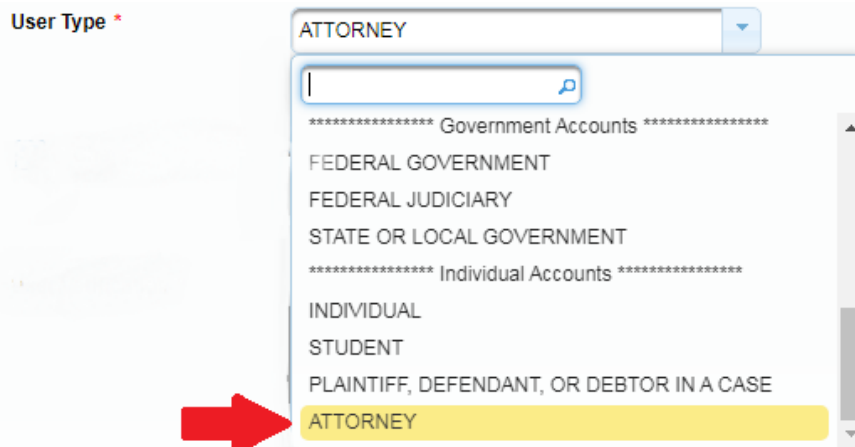 User Type *
ATTORNEY
**************** Government Accounts ****************
FEDERAL GOVERNMENT
FEDERAL JUDICIARY
STATE OR LOCAL GOVERNMENT
**************** Individual Accounts ****************
INDIVIDUAL
STUDENT
PLAINTIFF, DEFENDANT, OR DEBTOR IN A CASE
ATTORNEY